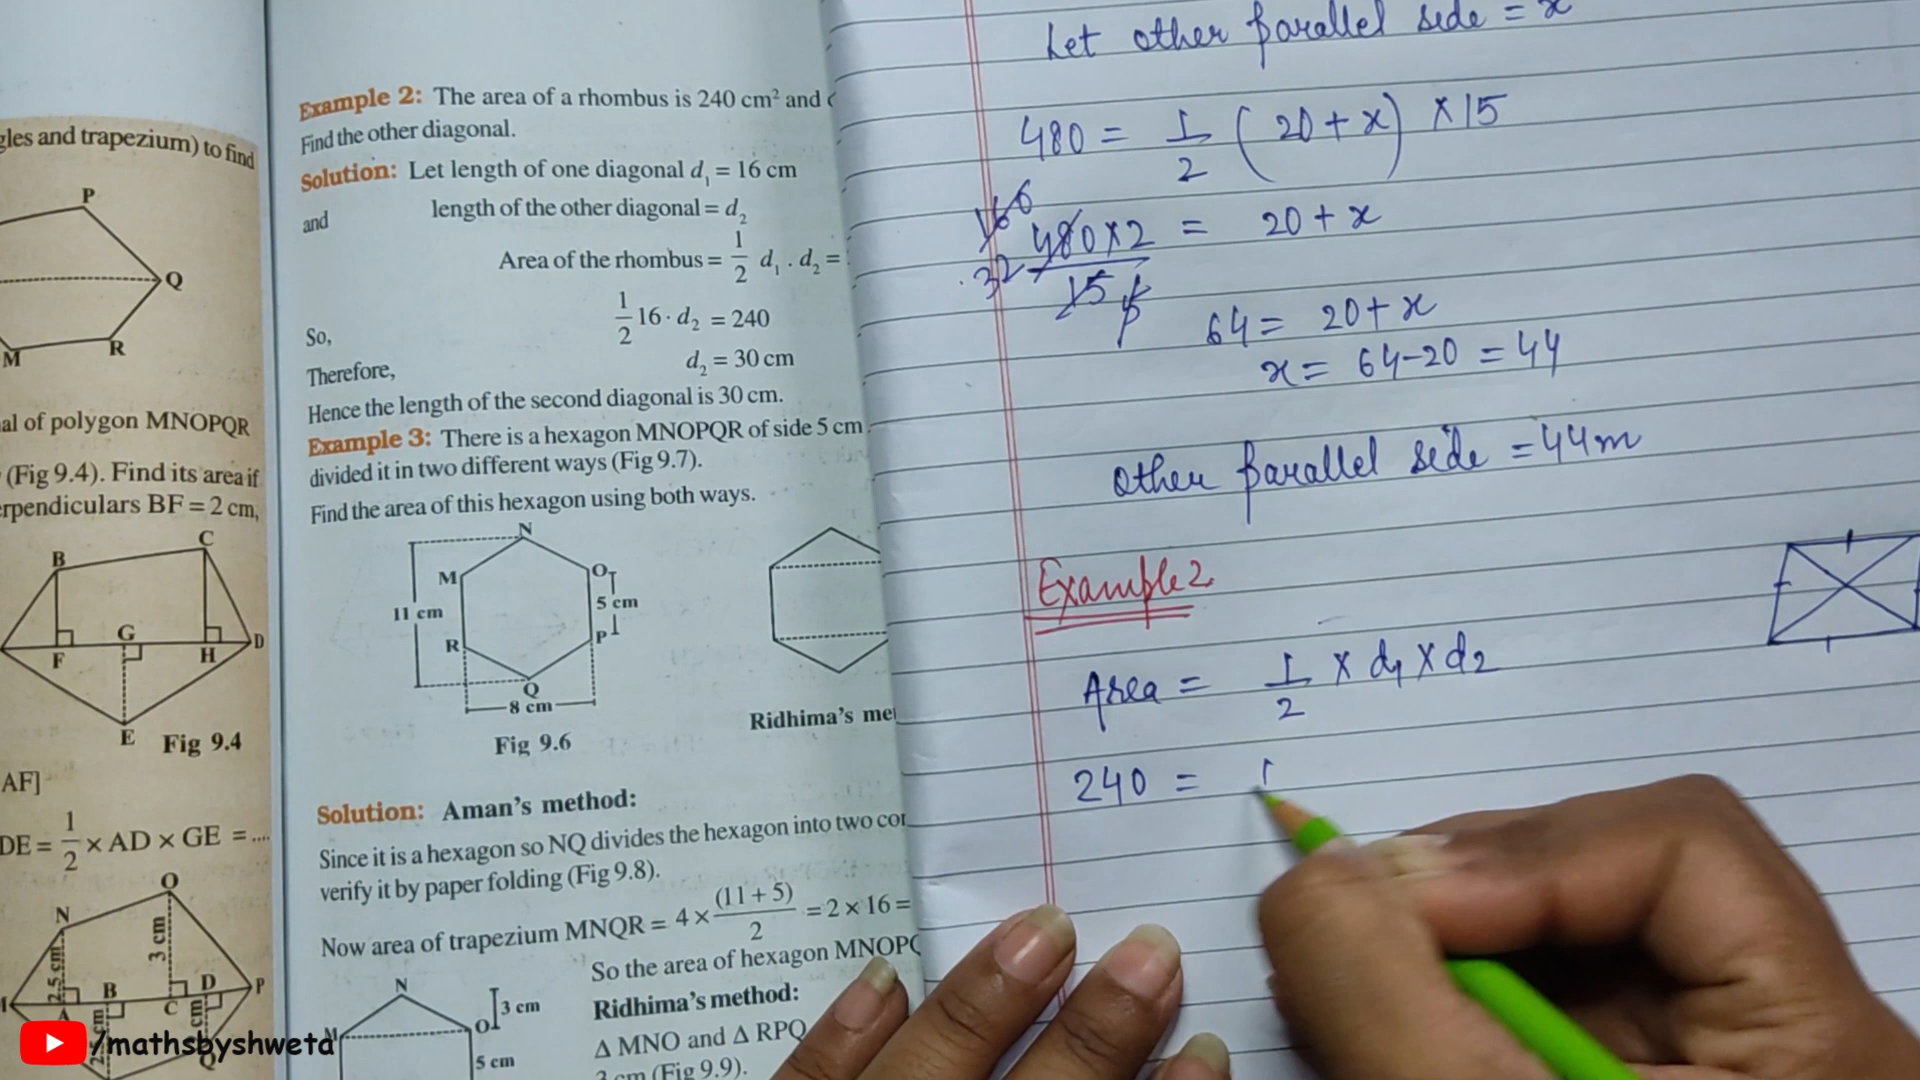 gles and trapezium) to find
P
Q
M
R
al of polygon MNOPQR
(Fig 9.4). Find its area if
rpendiculars BF = 2 cm,
B
C
G
D
F
H
E
Fig 9.4
AF]
DE = 1/2 × AD × GE = ....
O
N
3 cm
2.5 cm
B
D
P
C
Example 2: The area of a rhombus is 240 cm² and
Find the other diagonal.
Solution: Let length of one diagonal d₁ = 16 cm
and length of the other diagonal = d₂
Area of the rhombus = 1/2 d₁ . d₂ =
So, 1/2 16 · d₂ = 240
Therefore, d₂ = 30 cm
Hence the length of the second diagonal is 30 cm.
Example 3: There is a hexagon MNOPQR of side 5 cm
divided it in two different ways (Fig 9.7).
Find the area of this hexagon using both ways.
N
M
O
11 cm
5 cm
R
P
Q
8 cm
Fig 9.6
Ridhima's me
Solution: Aman's method:
Since it is a hexagon so NQ divides the hexagon into two co
verify it by paper folding (Fig 9.8).
Now area of trapezium MNQR = 4 × (11 + 5)/2 = 2 × 16 =
So the area of hexagon MNOP
N
3 cm
O
M
5 cm
Ridhima's method:
Δ MNO and Δ RPQ
3 cm (Fig 9.9).
Let other parallel side = x
480 = 1/2 (20 + x) × 15
480 × 2 / 15 = 20 + x
32
64 = 20 + x
x = 64 - 20 = 44
Other parallel side = 44 m
Example 2.
Area = 1/2 × d₁ × d₂
240 =
/mathsbyshweta